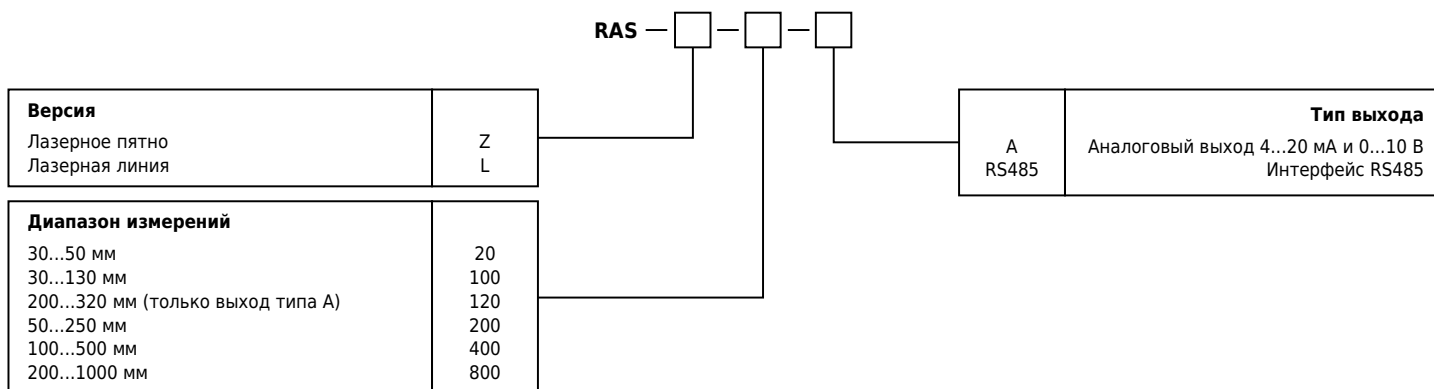 RAS — □ — □ — □
Версия
Лазерное пятно Z
Лазерная линия L
Диапазон измерений
30...50 мм 20
30...130 мм 100
200...320 мм (только выход типа А) 120
50...250 мм 200
100...500 мм 400
200...1000 мм 800
Тип выхода
A Аналоговый выход 4...20 мА и 0...10 В
RS485 Интерфейс RS485